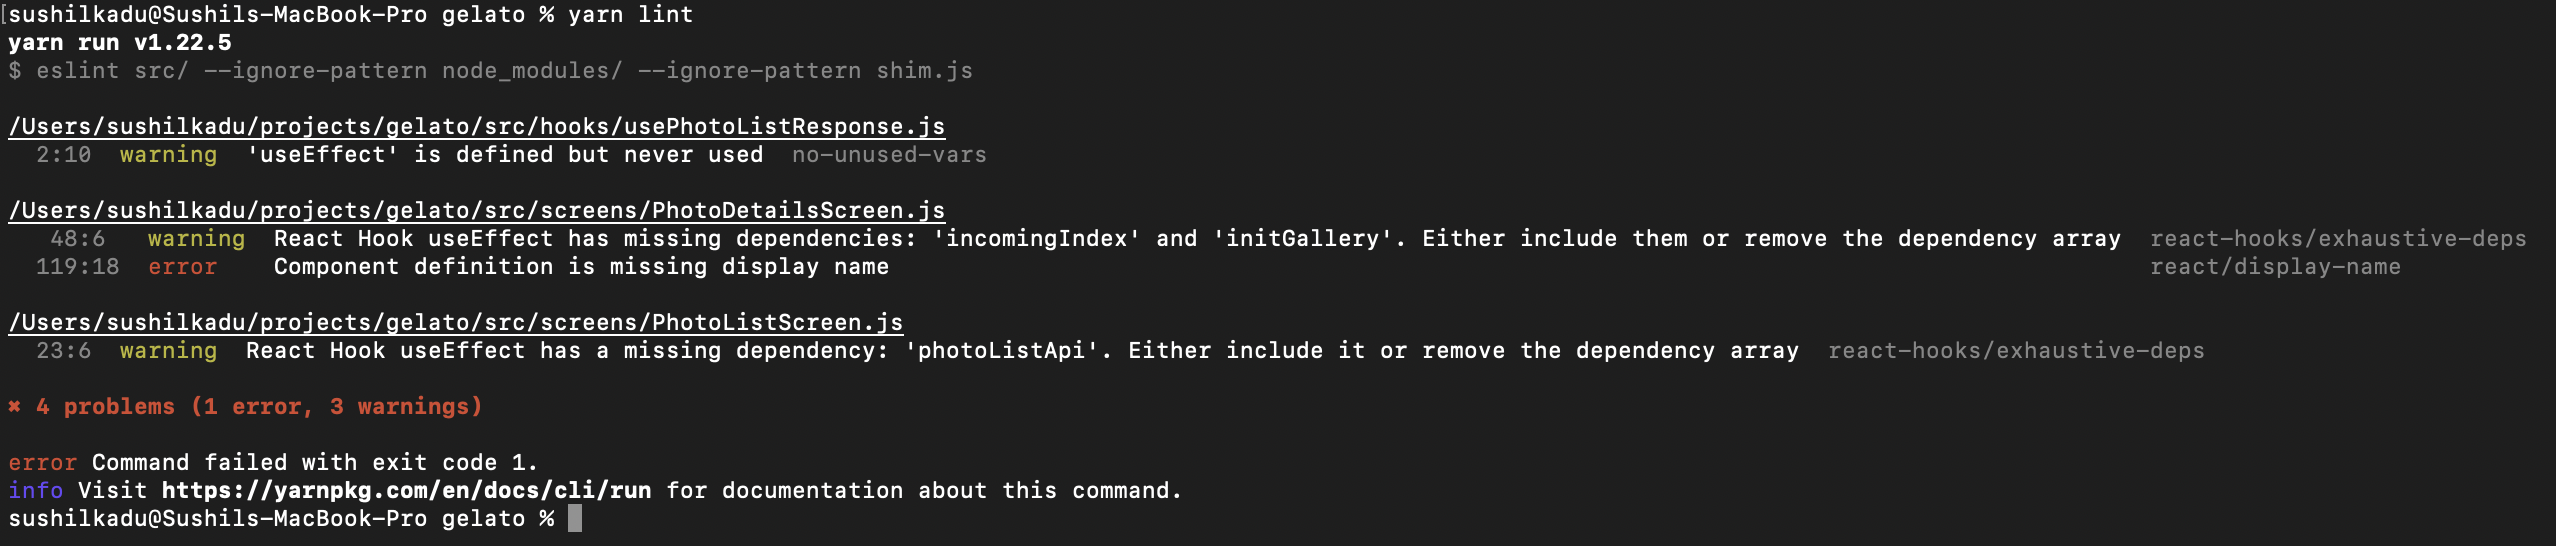 [sushilkadu@Sushils-MacBook-Pro gelato % yarn lint
yarn run v1.22.5
$ eslint src/ --ignore-pattern node_modules/ --ignore-pattern shim.js
/Users/sushilkadu/projects/gelato/src/hooks/usePhotoListResponse.js
2:10 warning 'useEffect' is defined but never used no-unused-vars
/Users/sushilkadu/projects/gelato/src/screens/PhotoDetailsScreen.js
48:6 warning React Hook useEffect has missing dependencies: 'incomingIndex' and 'initGallery'. Either include them or remove the dependency array react-hooks/exhaustive-deps
119:18 error Component definition is missing display name react/display-name
/Users/sushilkadu/projects/gelato/src/screens/PhotoListScreen.js
23:6 warning React Hook useEffect has a missing dependency: 'photoListApi'. Either include it or remove the dependency array react-hooks/exhaustive-deps
✖ 4 problems (1 error, 3 warnings)
error Command failed with exit code 1.
info Visit https://yarnpkg.com/en/docs/cli/run for documentation about this command.
sushilkadu@Sushils-MacBook-Pro gelato %